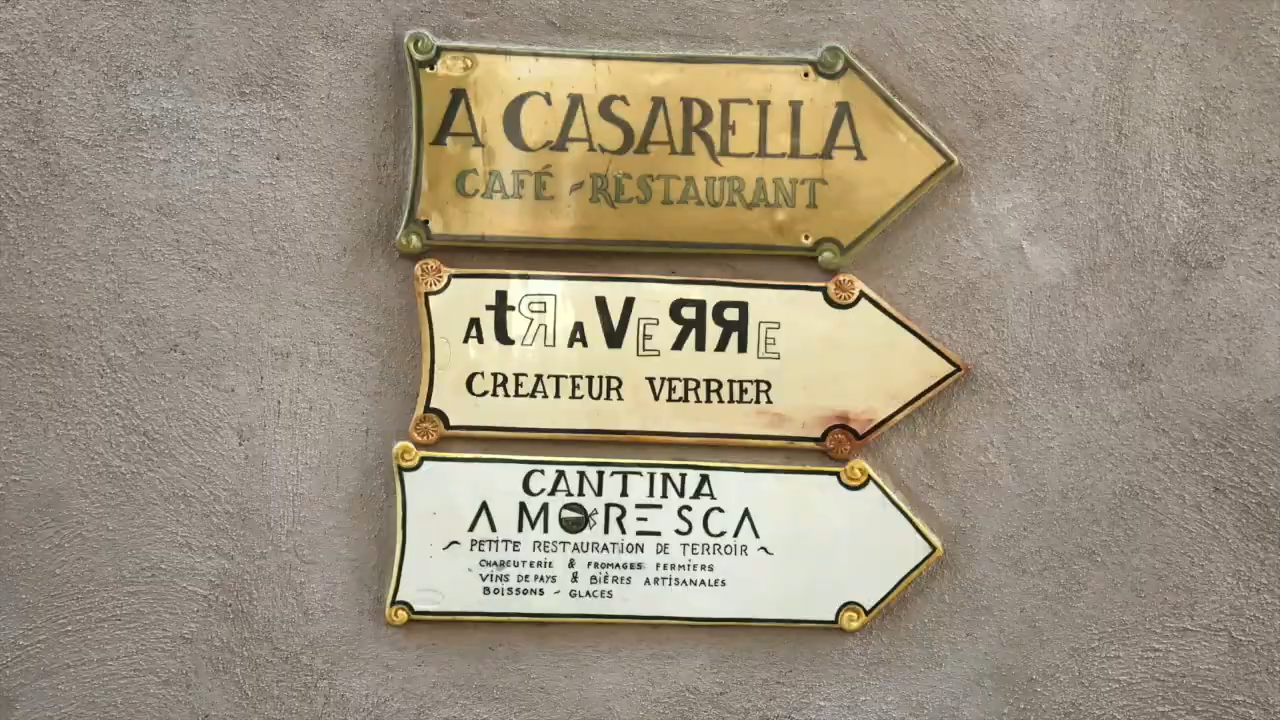 A CASARELLA
CAFÉ - RESTAURANT
AtRAVERRE
CREATEUR VERRIER
CANTINA
A MORESCA
~ PETITE RESTAURATION DE TERROIR ~
CHARCUTERIE & FROMAGES FERMIERS
VINS DE PAYS & BIÈRES ARTISANALES
BOISSONS - GLACES